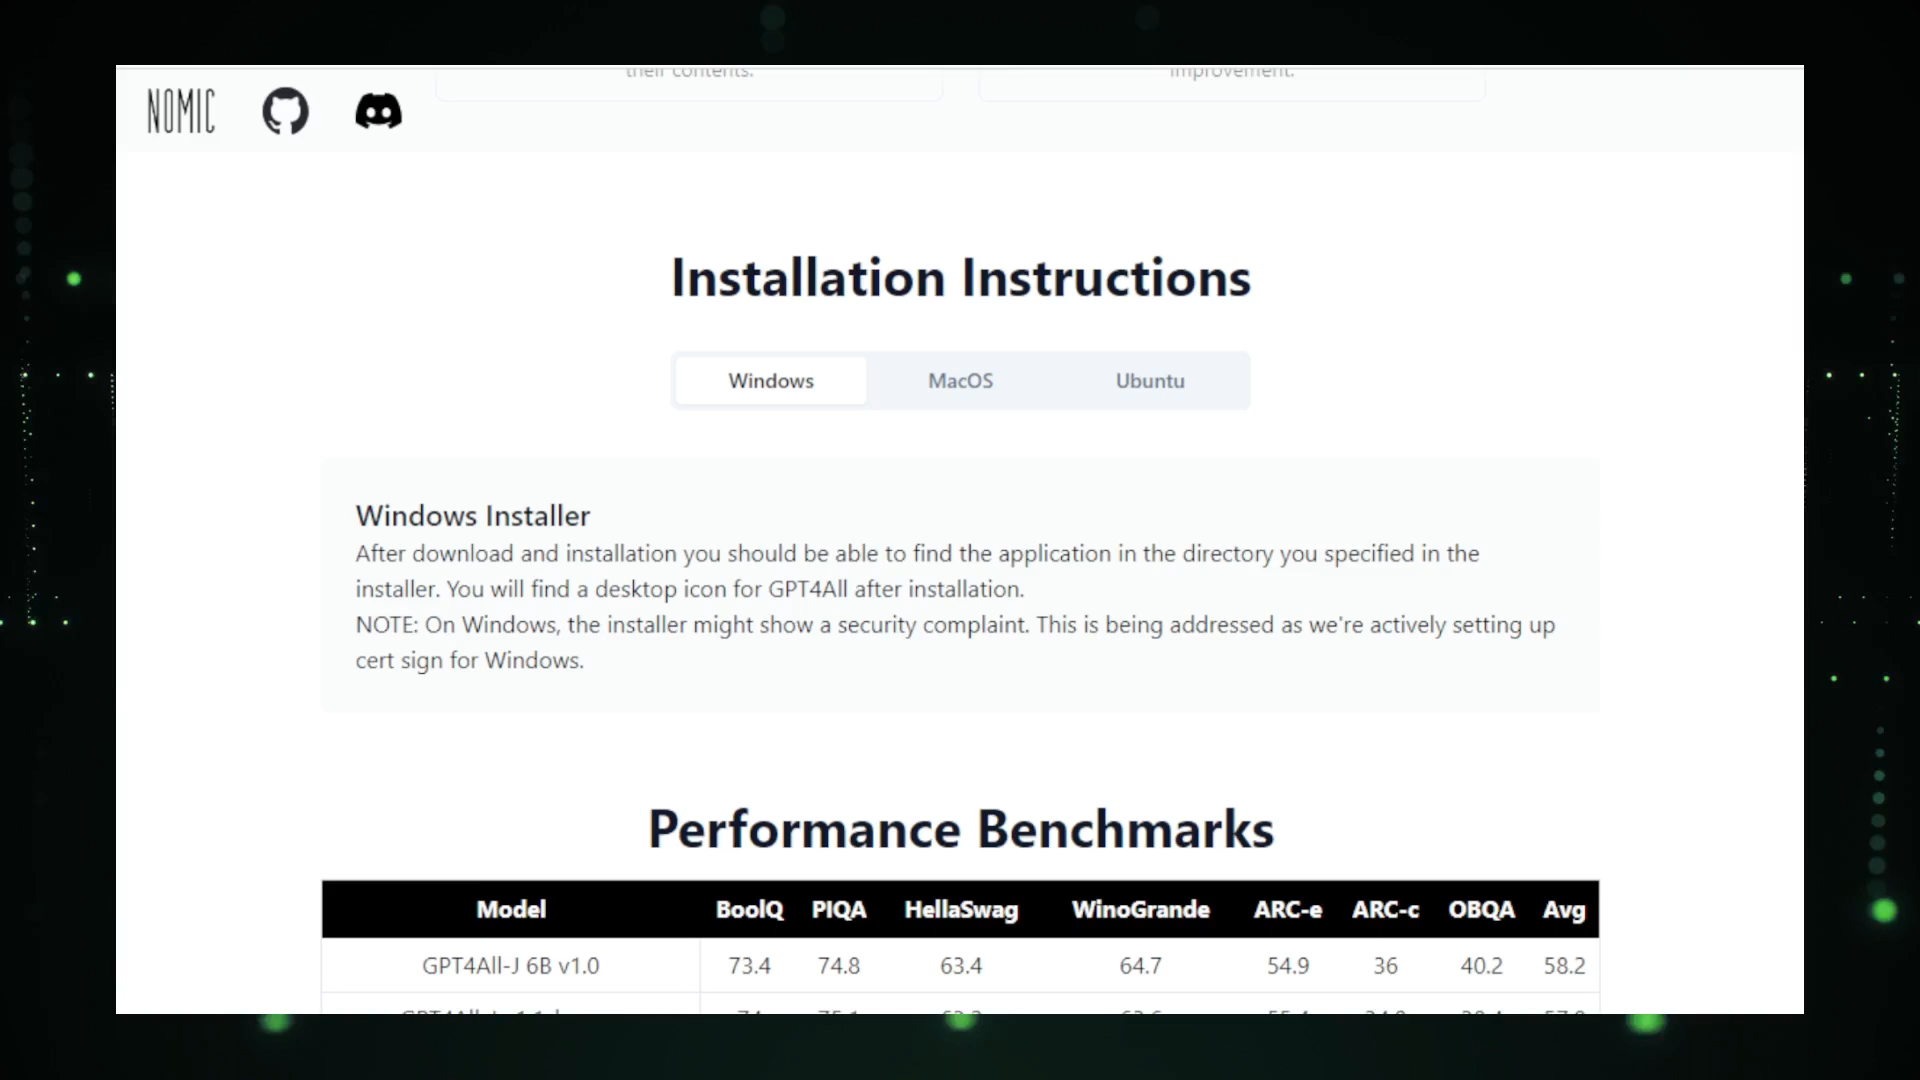 their contents.
improvement.
NOMIC
Installation Instructions
Windows MacOS Ubuntu
Windows Installer
After download and installation you should be able to find the application in the directory you specified in the
installer. You will find a desktop icon for GPT4All after installation.
NOTE: On Windows, the installer might show a security complaint. This is being addressed as we're actively setting up
cert sign for Windows.
Performance Benchmarks
Model BoolQ PIQA HellaSwag WinoGrande ARC-e ARC-c OBQA Avg
GPT4All-J 6B v1.0 73.4 74.8 63.4 64.7 54.9 36 40.2 58.2